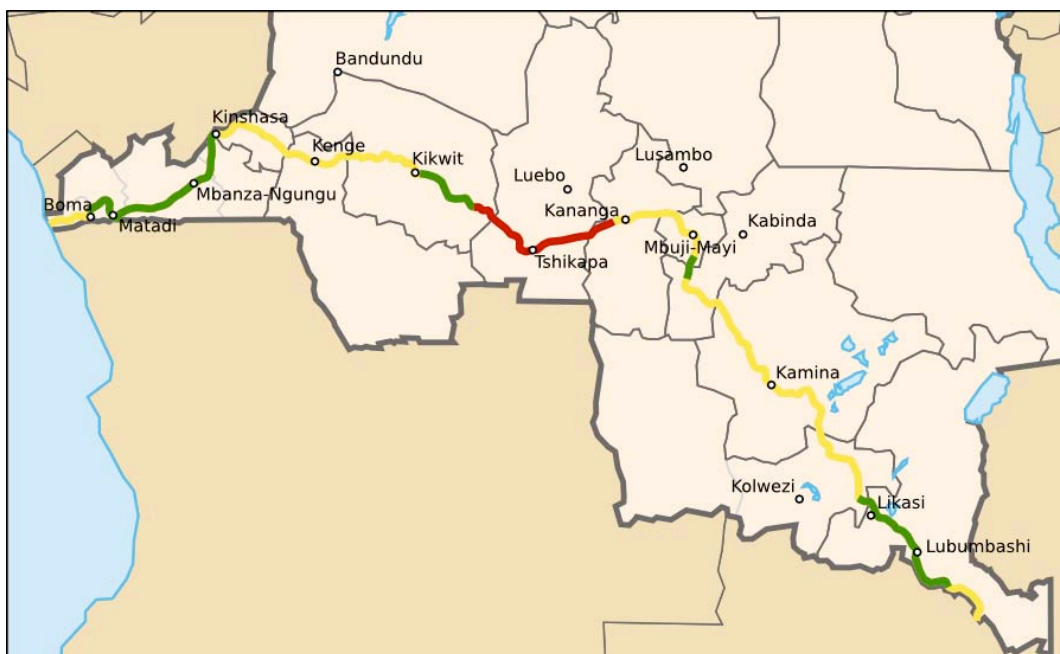 Bandundu
Kinshasa
Kenge
Kikwit
Lusambo
Luebo
Mbanza-Ngungu
Boma
Kananga
Kabinda
Matadi
Mbuji-Mayi
Tshikapa
Kamina
Kolwezi
Likasi
Lubumbashi